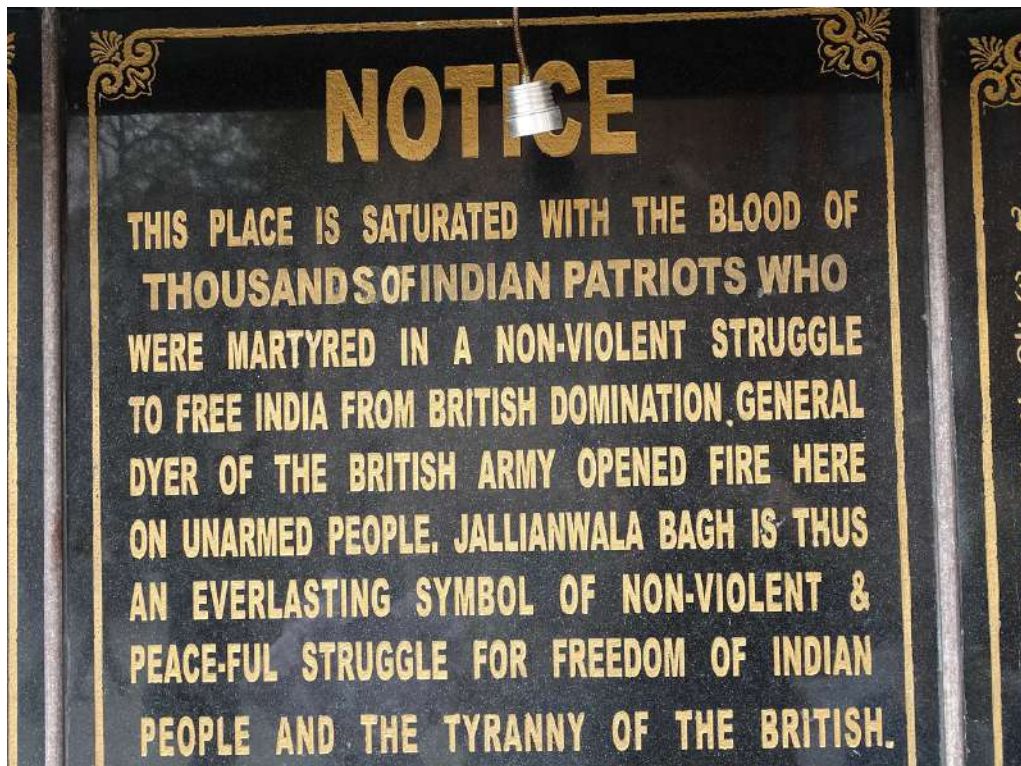 NOTICE
THIS PLACE IS SATURATED WITH THE BLOOD OF
THOUSANDS OF INDIAN PATRIOTS WHO
WERE MARTYRED IN A NON-VIOLENT STRUGGLE
TO FREE INDIA FROM BRITISH DOMINATION. GENERAL
DYER OF THE BRITISH ARMY OPENED FIRE HERE
ON UNARMED PEOPLE. JALLIANWALA BAGH IS THUS
AN EVERLASTING SYMBOL OF NON-VIOLENT &
PEACE-FUL STRUGGLE FOR FREEDOM OF INDIAN
PEOPLE AND THE TYRANNY OF THE BRITISH.